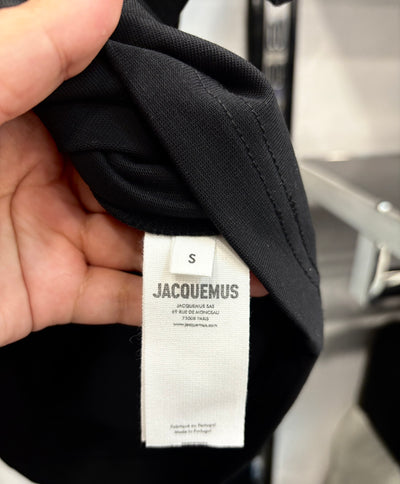 S
JACQUEMUS
JACQUEMUS SAS
69 RUE DE MONCEAU
75008 PARIS
www.jacquemus.com
Fabriqué au Portugal
Made in Portugal